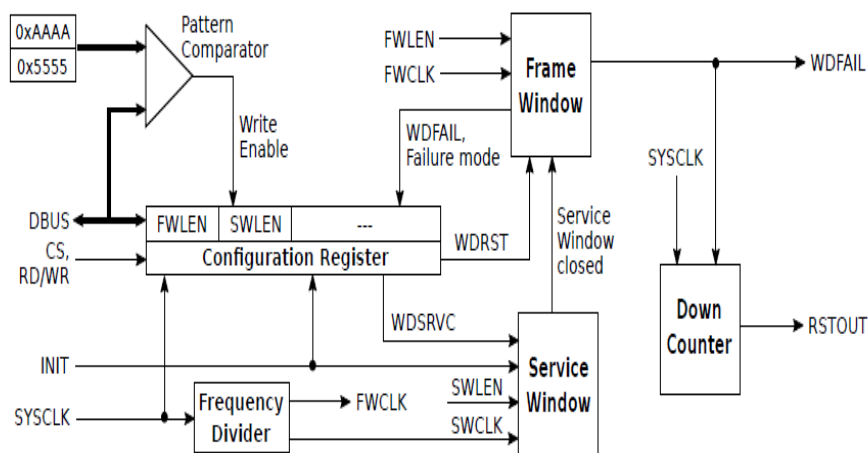 0xAAAA
0x5555
Pattern
Comparator
Write
Enable
FWLEN
FWCLK
Frame
Window
WDFAIL
WDFAIL,
Failure mode
SYSCLK
DBUS
FWLEN SWLEN ---
Configuration Register
CS,
RD/WR
WDRST
Service
Window
closed
Down
Counter
RSTOUT
WDSRVC
INIT
Service
Window
SYSCLK
Frequency
Divider
FWCLK
SWLEN
SWCLK